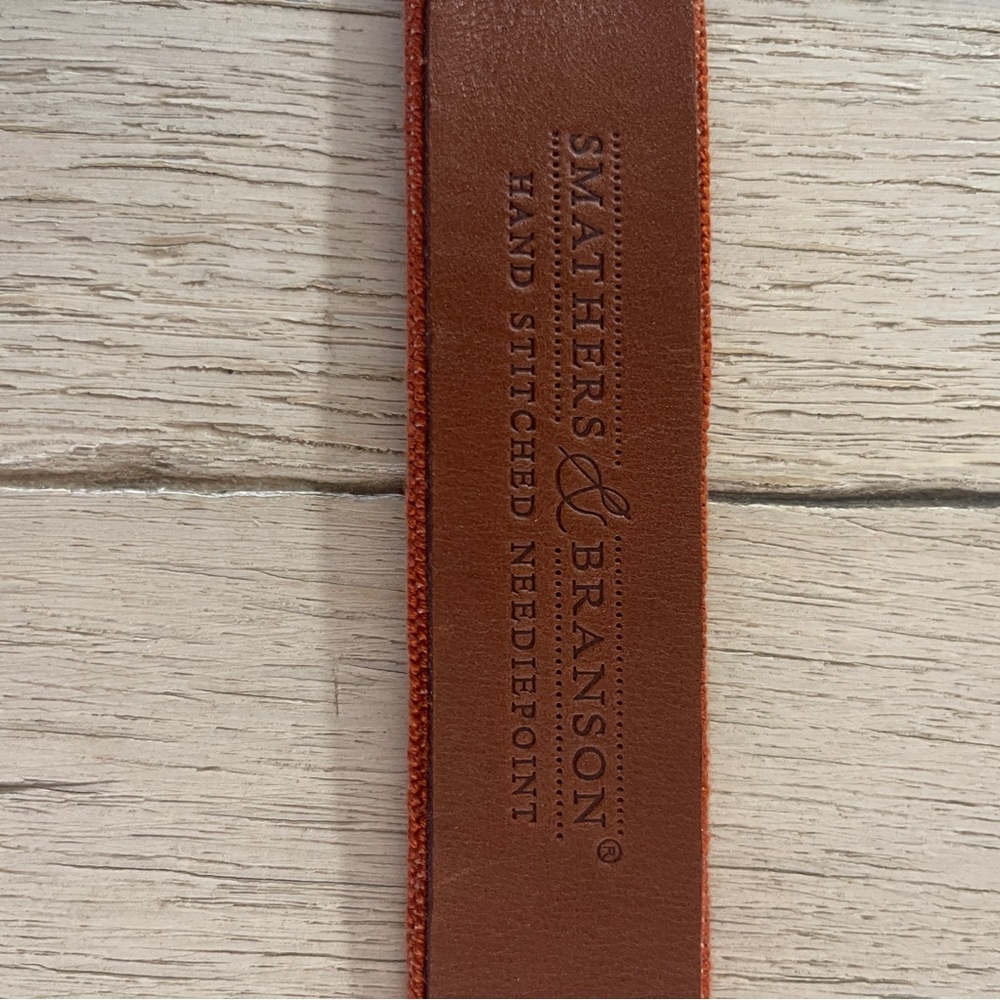 SMATHERS & BRANSON®
HAND STITCHED NEEDLEPOINT